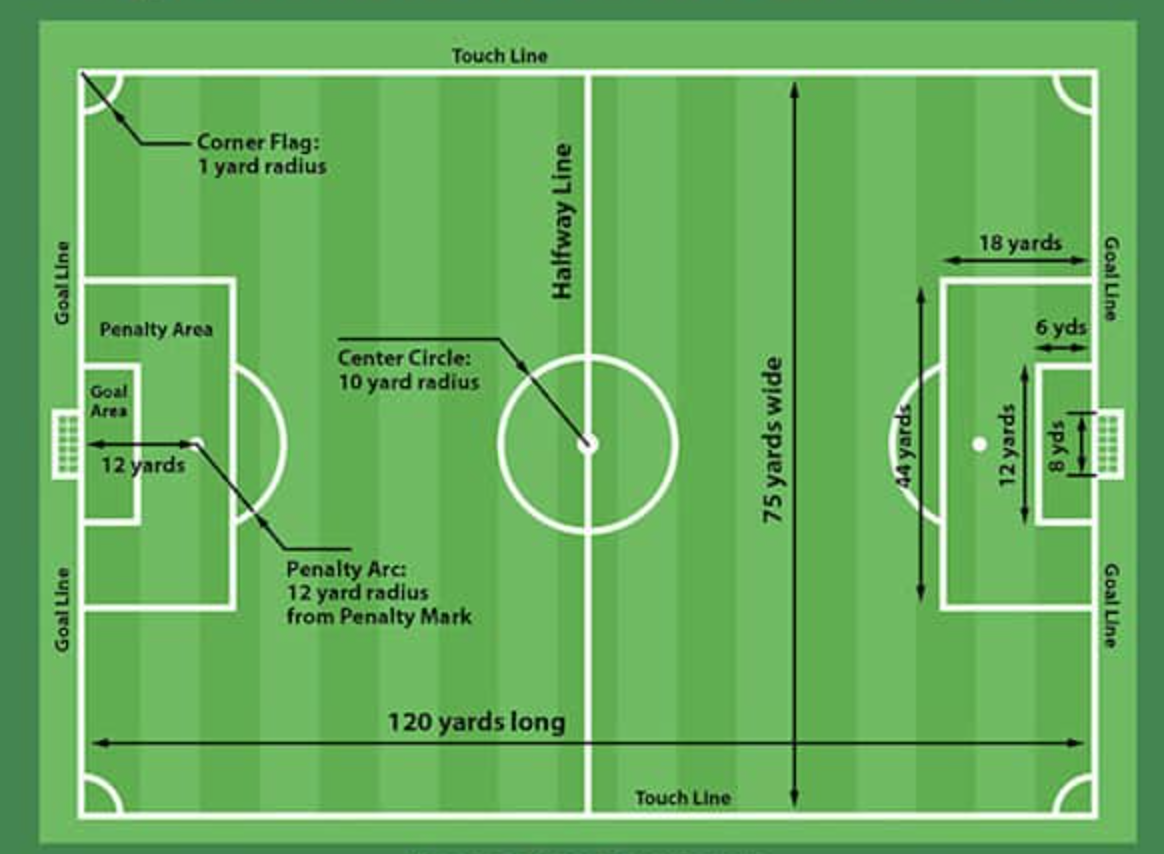 Touch Line
Corner Flag:
1 yard radius
Halfway Line
Goal Line
Goal Line
18 yards
Penalty Area
6 yds
Center Circle:
10 yard radius
75 yards wide
Goal
Area
44 yards
12 yards
8 yds
12 yards
Penalty Arc:
12 yard radius
from Penalty Mark
Goal Line
Goal Line
120 yards long
Touch Line